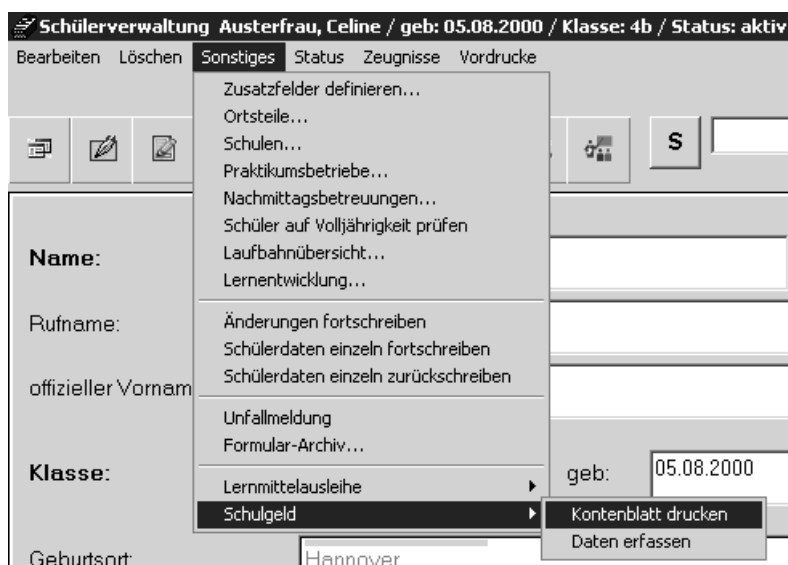 Schülerverwaltung Austerfrau, Celine / geb: 05.08.2000 / Klasse: 4b / Status: aktiv
Bearbeiten Löschen Sonstiges Status Zeugnisse Vordrucke
Zusatzfelder definieren...
Ortsteile...
Schulen...
Praktikumsbetriebe...
Nachmittagsbetreuungen...
Schüler auf Volljährigkeit prüfen
Laufbahnübersicht...
Lernentwicklung...
Änderungen fortschreiben
Schülerdaten einzeln fortschreiben
Schülerdaten einzeln zurückschreiben
Unfallmeldung
Formular-Archiv...
Lernmittelausleihe
Schulgeld
Kontenblatt drucken
Daten erfassen
S
Name:
Rufname:
offizieller Vornam
Klasse:
geb: 05.08.2000
Geburtsort: Hannover